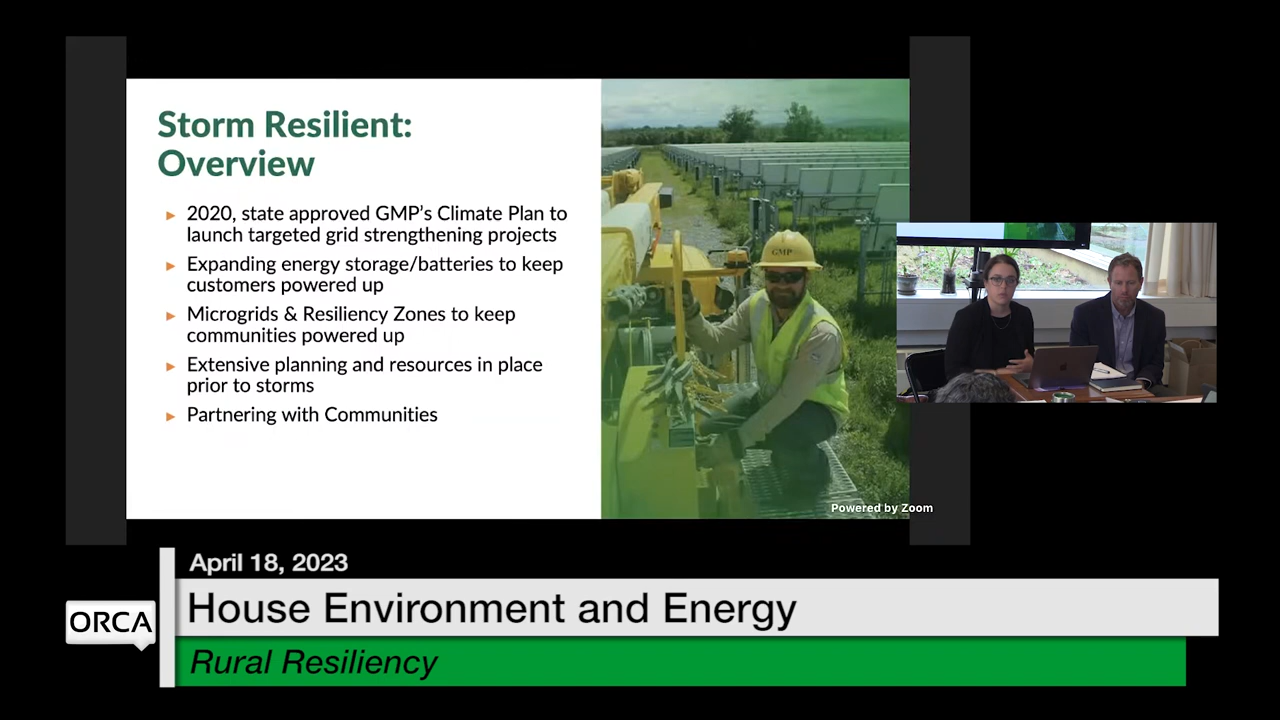 Storm Resilient:
Overview
▸ 2020, state approved GMP's Climate Plan to
launch targeted grid strengthening projects
▸ Expanding energy storage/batteries to keep
customers powered up
▸ Microgrids & Resiliency Zones to keep
communities powered up
▸ Extensive planning and resources in place
prior to storms
▸ Partnering with Communities
GMP
Powered by Zoom
April 18, 2023
ORCA
House Environment and Energy
Rural Resiliency